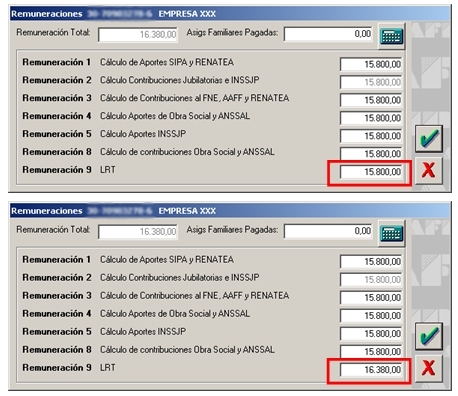 Remuneraciones EMPRESA XXX
Remuneración Total: 16.380,00 Asigs Familiares Pagadas: 0,00
Remuneración 1 Cálculo de Aportes SIPA y RENATEA 15.800,00
Remuneración 2 Cálculo Contribuciones Jubilatorias e INSSJP 15.800,00
Remuneración 3 Cálculo de Contribuciones al FNE, AAFF y RENATEA 15.800,00
Remuneración 4 Cálculo Aportes de Obra Social y ANSSAL 15.800,00
Remuneración 5 Cálculo Aportes INSSJP 15.800,00
Remuneración 8 Cálculo de contribuciones Obra Social y ANSSAL 15.800,00
Remuneración 9 LRT 15.800,00
Remuneraciones EMPRESA XXX
Remuneración Total: 16.380,00 Asigs Familiares Pagadas: 0,00
Remuneración 1 Cálculo de Aportes SIPA y RENATEA 15.800,00
Remuneración 2 Cálculo Contribuciones Jubilatorias e INSSJP 15.800,00
Remuneración 3 Cálculo de Contribuciones al FNE, AAFF y RENATEA 15.800,00
Remuneración 4 Cálculo Aportes de Obra Social y ANSSAL 15.800,00
Remuneración 5 Cálculo Aportes INSSJP 15.800,00
Remuneración 8 Cálculo de contribuciones Obra Social y ANSSAL 15.800,00
Remuneración 9 LRT 16.380,00